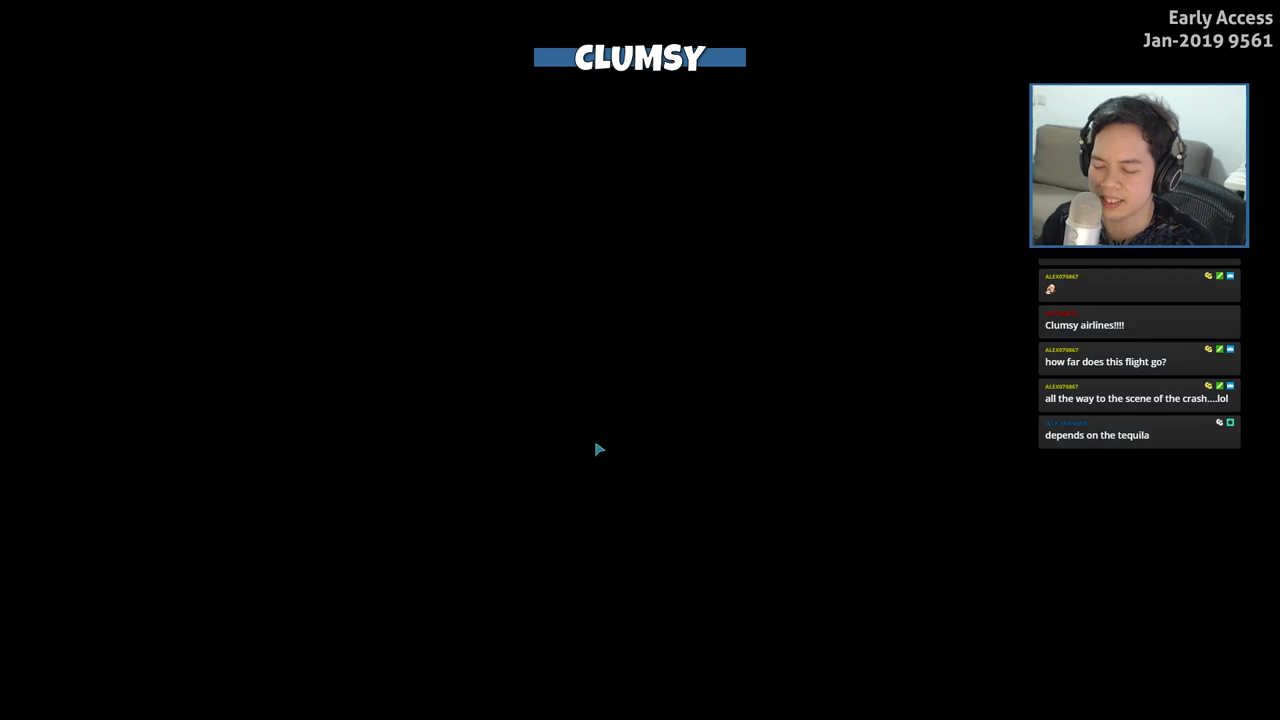 Early Access
Jan-2019 9561
CLUMSY
ALEX070867
Clumsy airlines!!!!
ALEX070867
how far does this flight go?
ALEX070867
all the way to the scene of the crash....lol
depends on the tequila